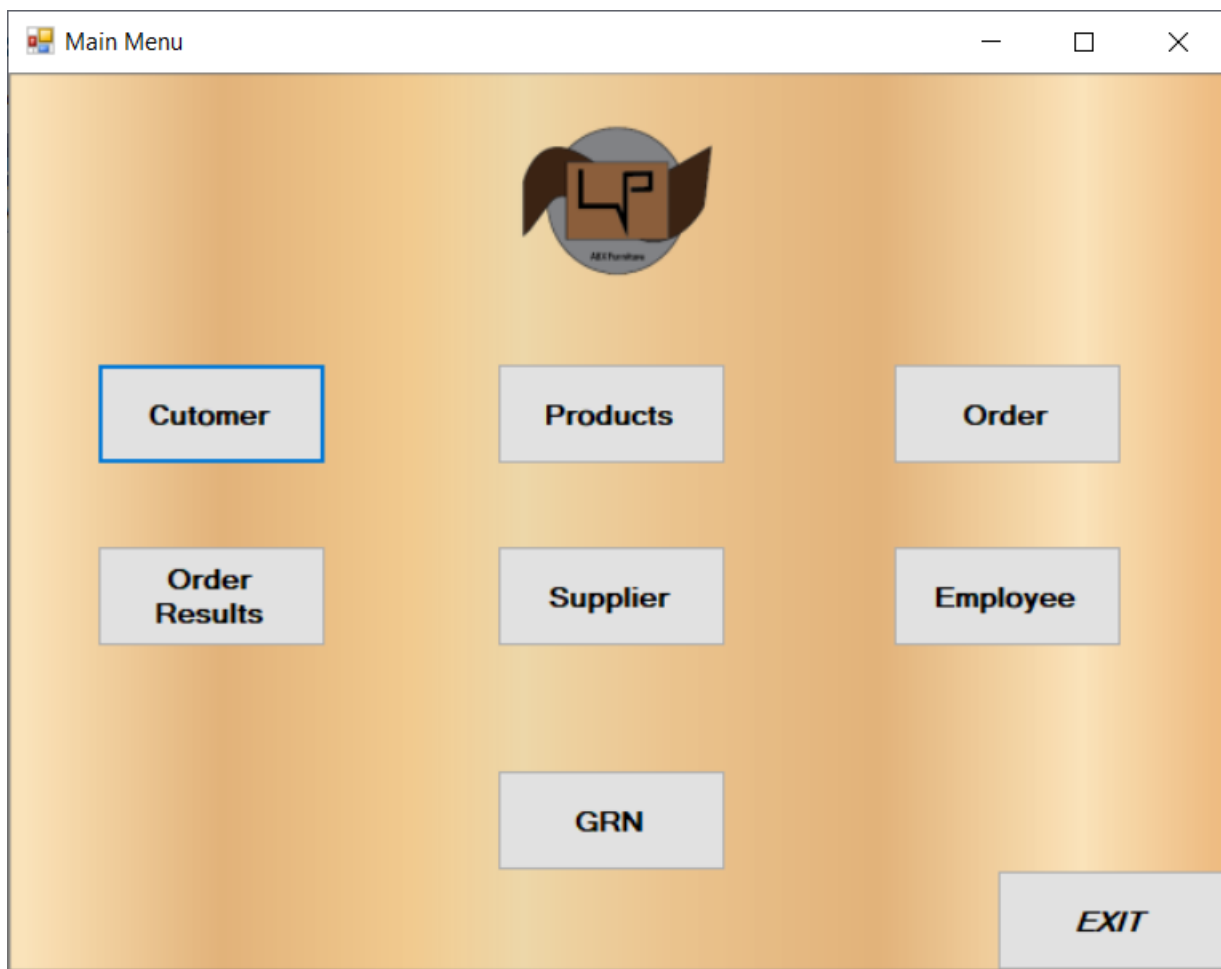 Main Menu
LP
Cutomer
Products
Order
Order
Results
Supplier
Employee
GRN
EXIT